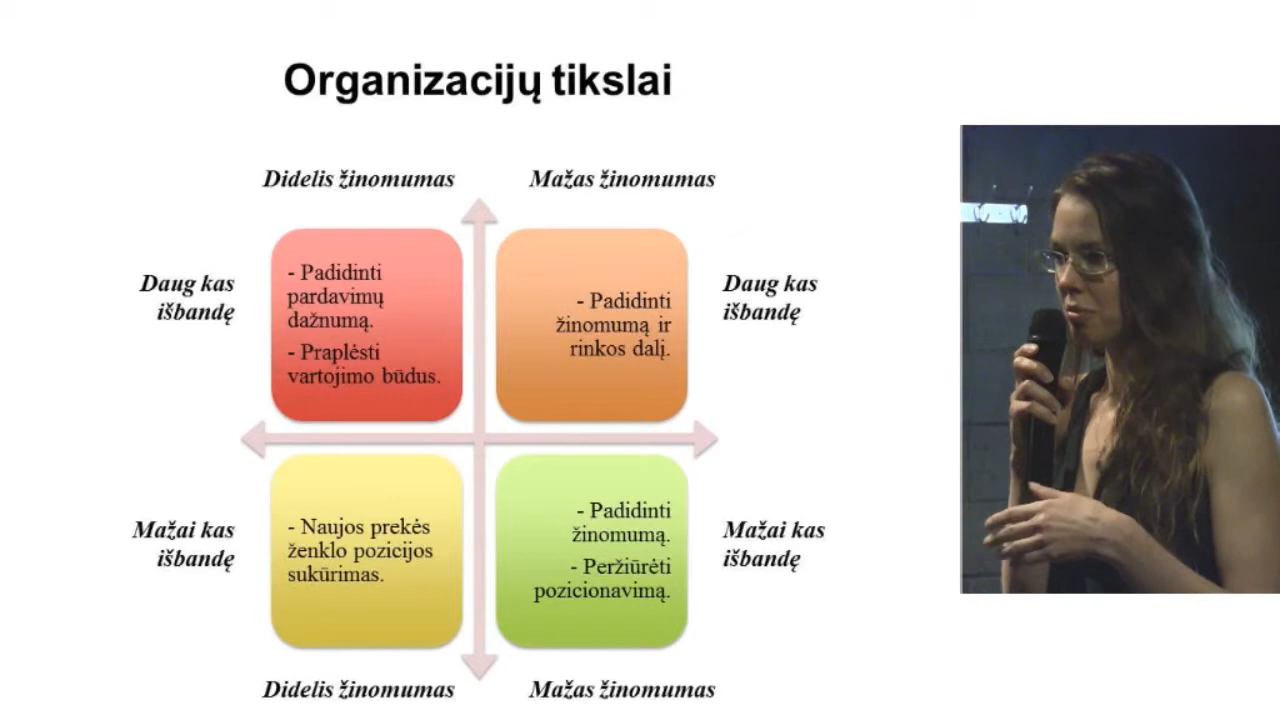 Organizacijų tikslai
Didelis žinomumas
Mažas žinomumas
Daug kas
išbandę
- Padidinti
pardavimų
dažnumą.
- Praplėsti
vartojimo būdus.
- Padidinti
žinomumą ir
rinkos dalį.
Daug kas
išbandę
Mažai kas
išbandę
- Naujos prekės
ženklo pozicijos
sukūrimas.
- Padidinti
žinomumą.
- Peržiūrėti
pozicionavimą.
Mažai kas
išbandę
Didelis žinomumas
Mažas žinomumas